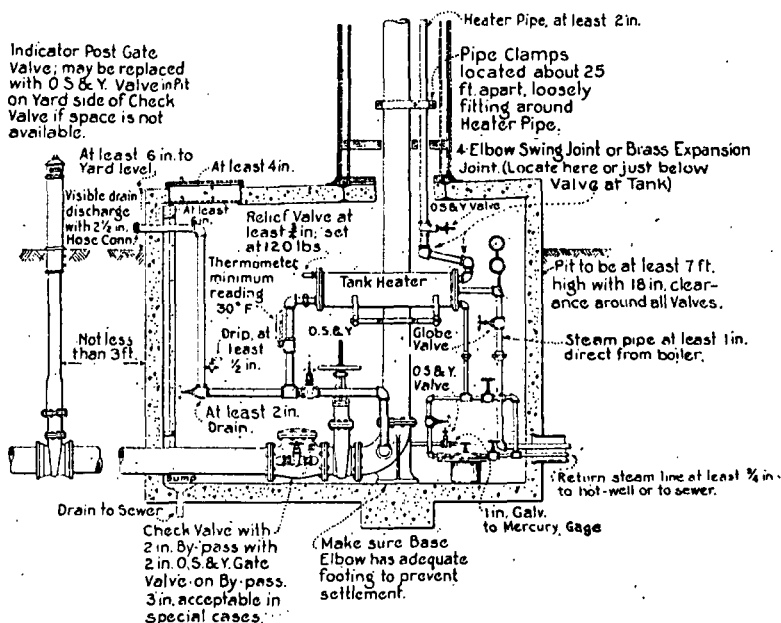 Heater Pipe, at least 2in.
Indicator Post Gate
Valve; may be replaced
with O.S.&Y. Valve in Pit
on Yard side of Check
Valve if space is not
available.
Pipe Clamps
located about 25
ft. apart, loosely
fitting around
Heater Pipe.
At least 6 in. to
Yard level
At least 4in.
4-Elbow Swing Joint or Brass Expansion
Joint. (Locate here or just below
Valve at Tank)
Visible drain
discharge
with 2½ in.
Hose Conn.
At least
6in.
Relief Valve at
least ¾ in; set
at 120 lbs
O.S&Y Valve
Thermometer
minimum
reading
30° F
Tank Heater
Pit to be at least 7 ft.
high with 18 in. clear-
ance around all Valves.
Not less
than 3ft.
Drip, at
least
½ in.
O.S.&Y
Globe
Valve
Steam pipe at least 1 in.
direct from boiler.
O.S&Y.
Valve
At least 2in.
Drain.
Sump
Return steam line at least ¾ in.
to hot-well or to sewer.
Drain to Sewer
1in. Galv.
to Mercury Gage
Check Valve with
2 in. By-pass with
2 in. O.S.&Y. Gate
Valve on By-pass.
3 in. acceptable in
special cases.
Make sure Base
Elbow has adequate
footing to prevent
settlement.